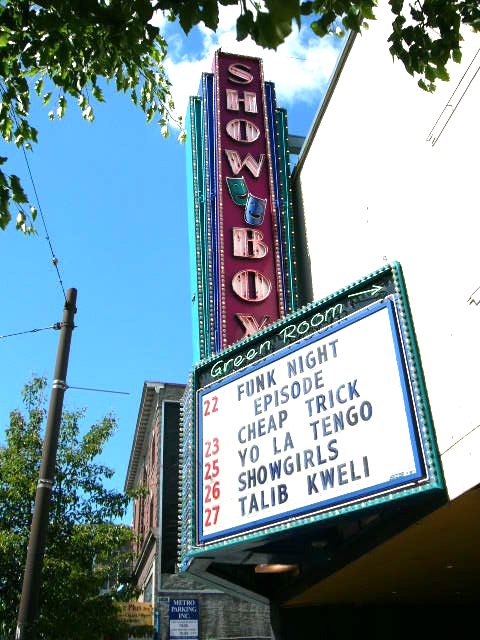 SHOWBOX
Green Room
22 FUNK NIGHT
EPISODE
23 CHEAP TRICK
25 YO LA TENGO
26 SHOWGIRLS
27 TALIB KWELI
METRO
PARKING
INC.